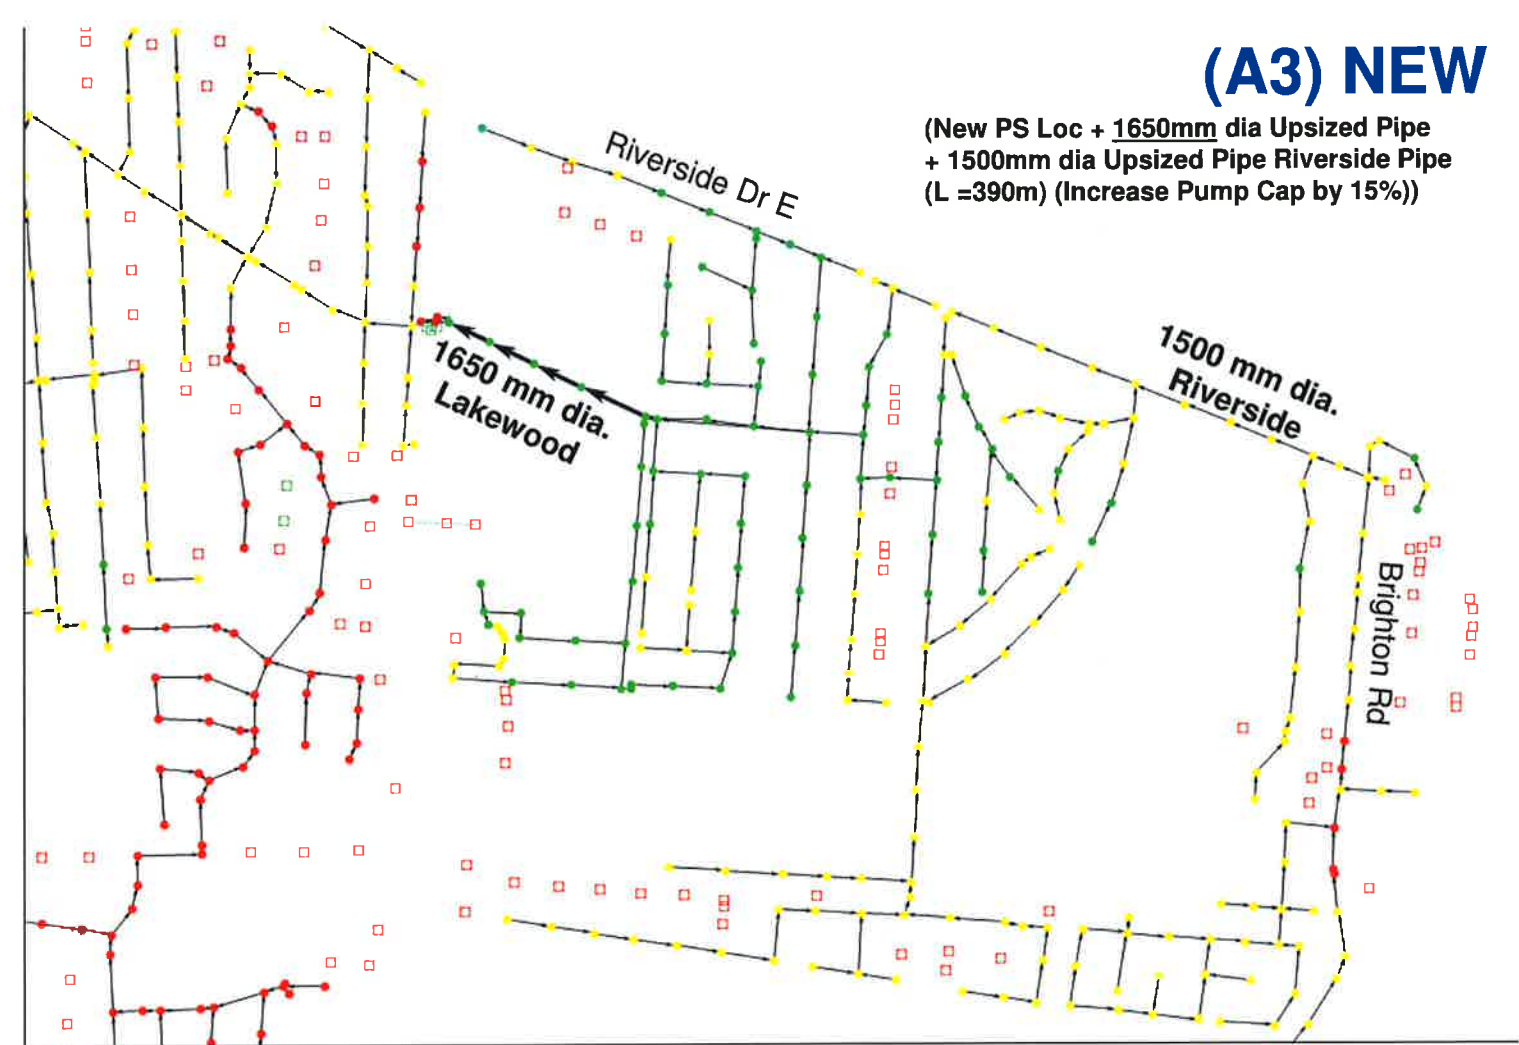 (A3) NEW
(New PS Loc + 1650mm dia Upsized Pipe
+ 1500mm dia Upsized Pipe Riverside Pipe
(L =390m) (Increase Pump Cap by 15%))
Riverside Dr E
1500 mm dia.
Riverside
1650 mm dia.
Lakewood
Brighton Rd